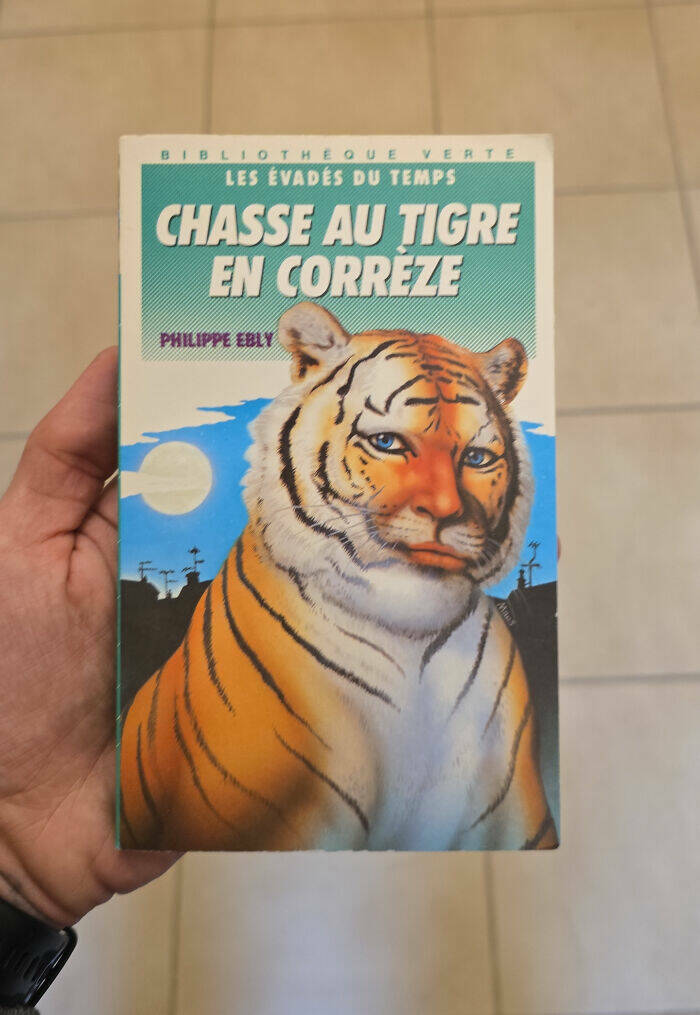 BIBLIOTHÈQUE VERTE
LES ÉVADÉS DU TEMPS
CHASSE AU TIGRE
EN CORRÈZE
PHILIPPE EBLY